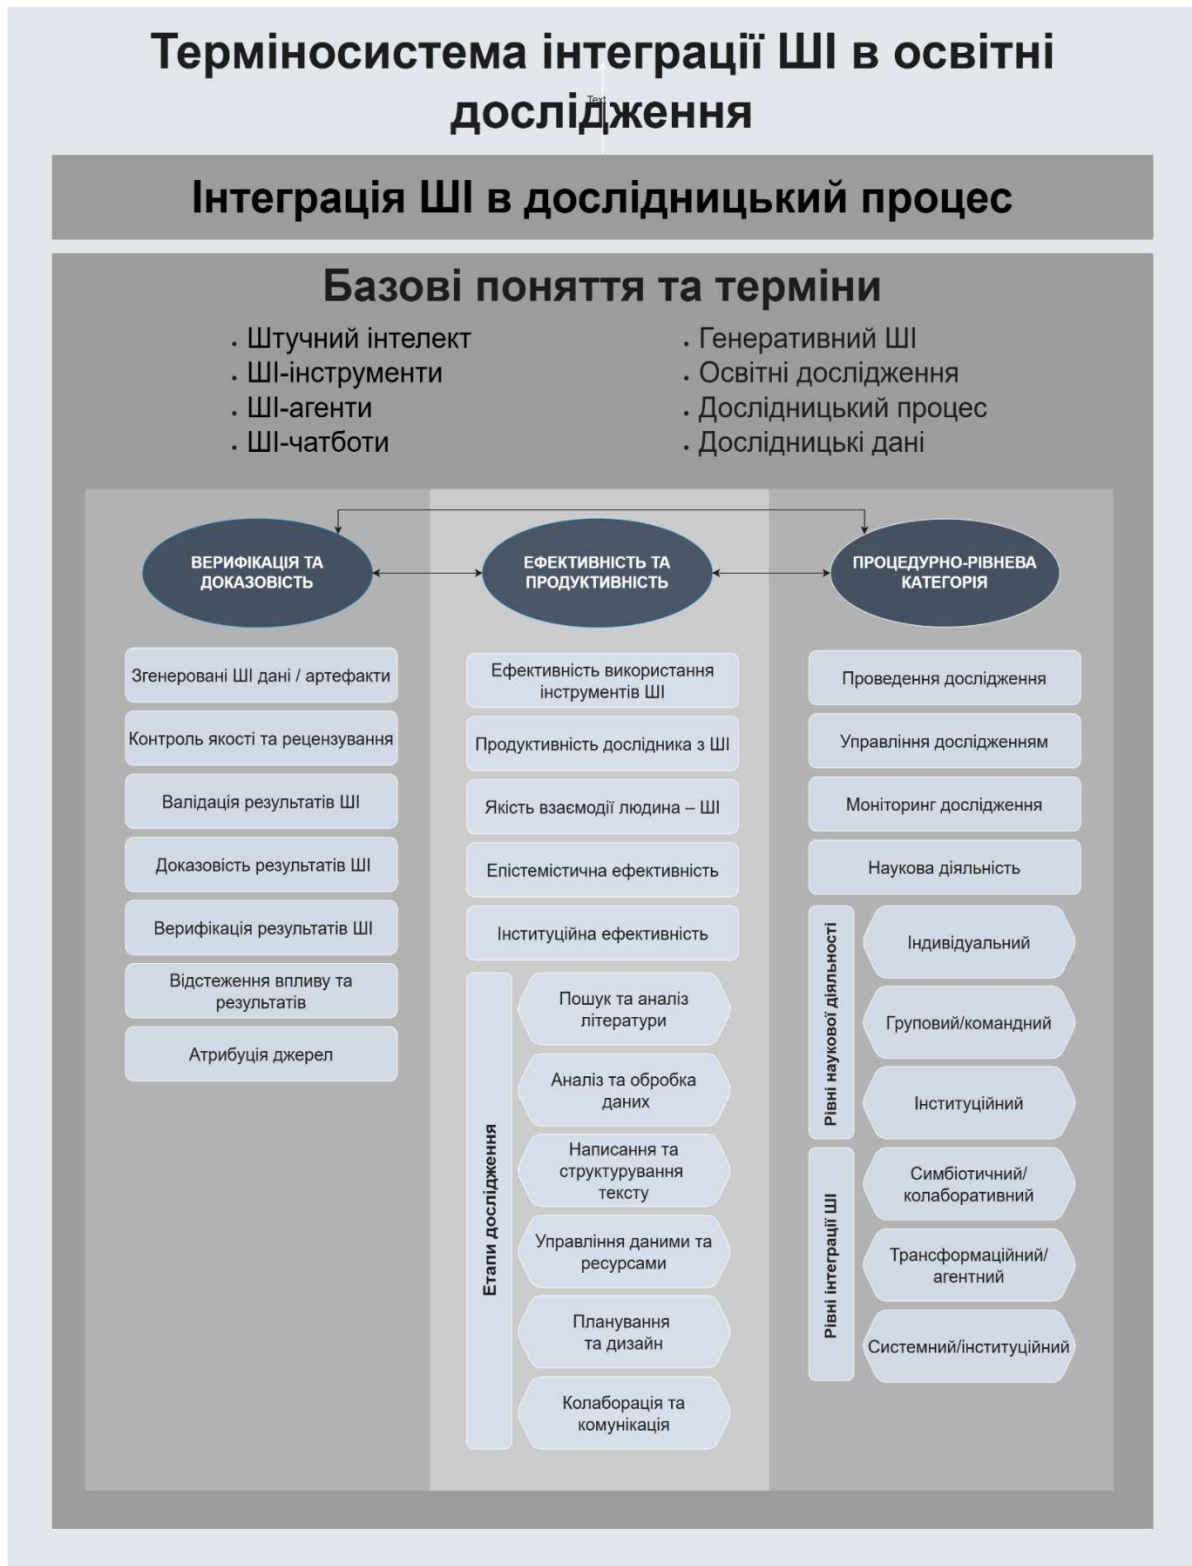 Терміносистема інтеграції ШІ в освітні
дослідження
Text
Інтеграція ШІ в дослідницький процес
Базові поняття та терміни
• Штучний інтелект
• ШІ-інструменти
• ШІ-агенти
• ШІ-чатботи
• Генеративний ШІ
• Освітні дослідження
• Дослідницький процес
• Дослідницькі дані
ВЕРИФІКАЦІЯ ТА
ДОКАЗОВІСТЬ
Згенеровані ШІ дані / артефакти
Контроль якості та рецензування
Валідація результатів ШІ
Доказовість результатів ШІ
Верифікація результатів ШІ
Відстеження впливу та
результатів
Атрибуція джерел
ЕФЕКТИВНІСТЬ ТА
ПРОДУКТИВНІСТЬ
Ефективність використання
інструментів ШІ
Продуктивність дослідника з ШІ
Якість взаємодії людина – ШІ
Епістемістична ефективність
Інституційна ефективність
Етапи дослідження
Пошук та аналіз
літератури
Аналіз та обробка
даних
Написання та
структурування
тексту
Управління даними та
ресурсами
Планування
та дизайн
Колаборація та
комунікація
ПРОЦЕДУРНО-РІВНЕВА
КАТЕГОРІЯ
Проведення дослідження
Управління дослідженням
Моніторинг дослідження
Наукова діяльність
Рівні наукової діяльності
Індивідуальний
Груповий/командний
Інституційний
Рівні інтеграції ШІ
Симбіотичний/
колаборативний
Трансформаційний/
агентний
Системний/інституційний